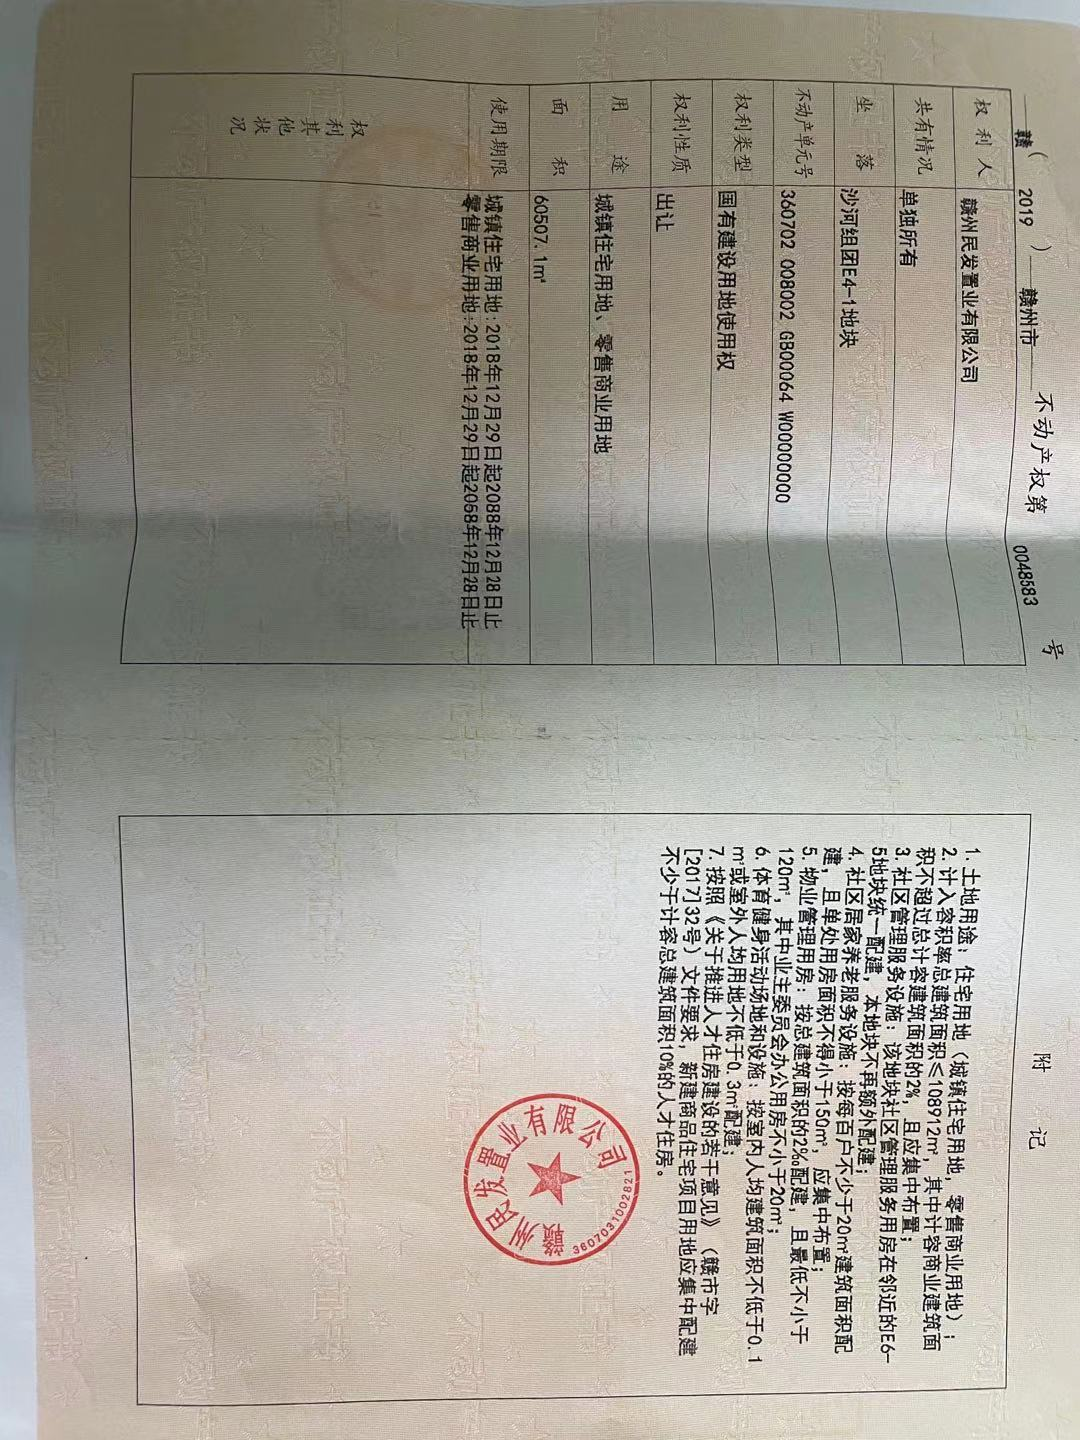 赣( 2019 )赣州市不动产权第 0048583 号
权利人 赣州民发置业有限公司
共有情况 单独所有
坐落 沙河组团E4-1地块
不动产单元号 360702 008002 GB00064 W00000000
权利类型 国有建设用地使用权
权利性质 出让
用途 城镇住宅用地、零售商业用地
面积 60507.1㎡
使用期限 城镇住宅用地:2018年12月29日起2088年12月28日止
零售商业用地:2018年12月29日起2058年12月28日止
权利其他状况
附记
1.土地用途：住宅用地（城镇住宅用地，零售商业用地）；
2.计入容积率总建筑面积≤108912㎡，其中计容商业建筑面
积不超过总计容建筑面积的2%，且应集中布置；
3.社区管理服务设施：该地块社区管理服务用房在邻近的E6-
5地块统一配建，本地块不再额外配建；
4.社区居家养老服务设施：按每百户不少于20㎡建筑面积配
建，且单处用房面积不得小于150㎡，应集中布置；
5.物业管理用房：按总建筑面积的2‰配建，且最低不小于
120㎡，其中业主委员会办公用房不小于20㎡；
6.体育健身活动场地和设施：按室内人均建筑面积不低于0.1
㎡或室外人均用地不低于0.3㎡配建；
7.按照《关于推进人才住房建设的若干意见》（赣市字
[2017]32号）文件要求，新建商品住宅项目用地应集中配建
不少于计容总建筑面积10%的人才住房。
赣州民发置业有限公司
3607031002821